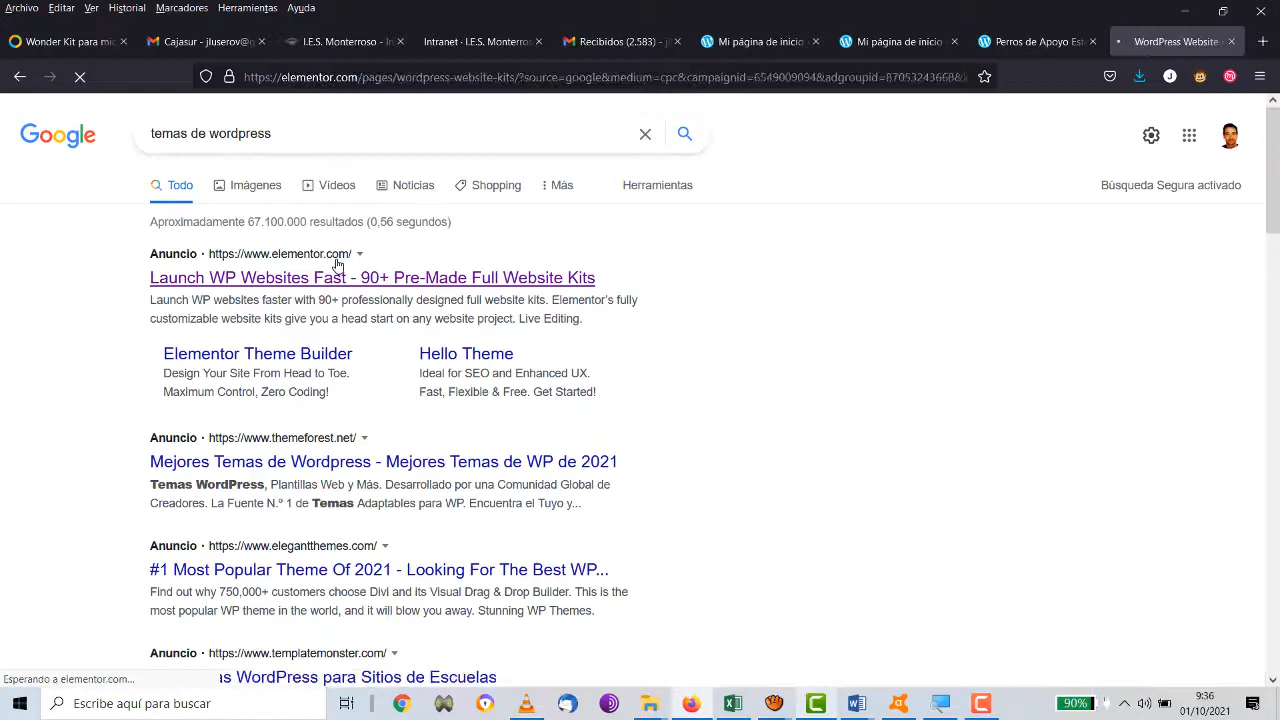 Archivo Editar Ver Historial Marcadores Herramientas Ayuda
Wonder Kit para mic
Cajasur - jluserov@g
I.E.S. Monterroso - In
Intranet - I.E.S. Monterros
Recibidos (2.583) - jl
Mi página de inicio
Mi página de inicio
Perros de Apoyo Est
WordPress Website
https://elementor.com/pages/wordpress-website-kits/?source=google&medium=cpc&campaignid=6549009094&adgroupid=87053243668&
Google
temas de wordpress
Todo Imágenes Vídeos Noticias Shopping Más Herramientas Búsqueda Segura activado
Aproximadamente 67.100.000 resultados (0,56 segundos)
Anuncio · https://www.elementor.com/
Launch WP Websites Fast - 90+ Pre-Made Full Website Kits
Launch WP websites faster with 90+ professionally designed full website kits. Elementor's fully
customizable website kits give you a head start on any website project. Live Editing.
Elementor Theme Builder
Design Your Site From Head to Toe.
Maximum Control, Zero Coding!
Hello Theme
Ideal for SEO and Enhanced UX.
Fast, Flexible & Free. Get Started!
Anuncio · https://www.themeforest.net/
Mejores Temas de Wordpress - Mejores Temas de WP de 2021
Temas WordPress, Plantillas Web y Más. Desarrollado por una Comunidad Global de
Creadores. La Fuente N.º 1 de Temas Adaptables para WP. Encuentra el Tuyo y...
Anuncio · https://www.elegantthemes.com/
#1 Most Popular Theme Of 2021 - Looking For The Best WP...
Find out why 750,000+ customers choose Divi and its Visual Drag & Drop Builder. This is the
most popular WP theme in the world, and it will blow you away. Stunning WP Themes.
Anuncio · https://www.templatemonster.com/
as WordPress para Sitios de Escuelas
Esperando a elementor.com...
Escribe aquí para buscar
90%
9:36
01/10/2021